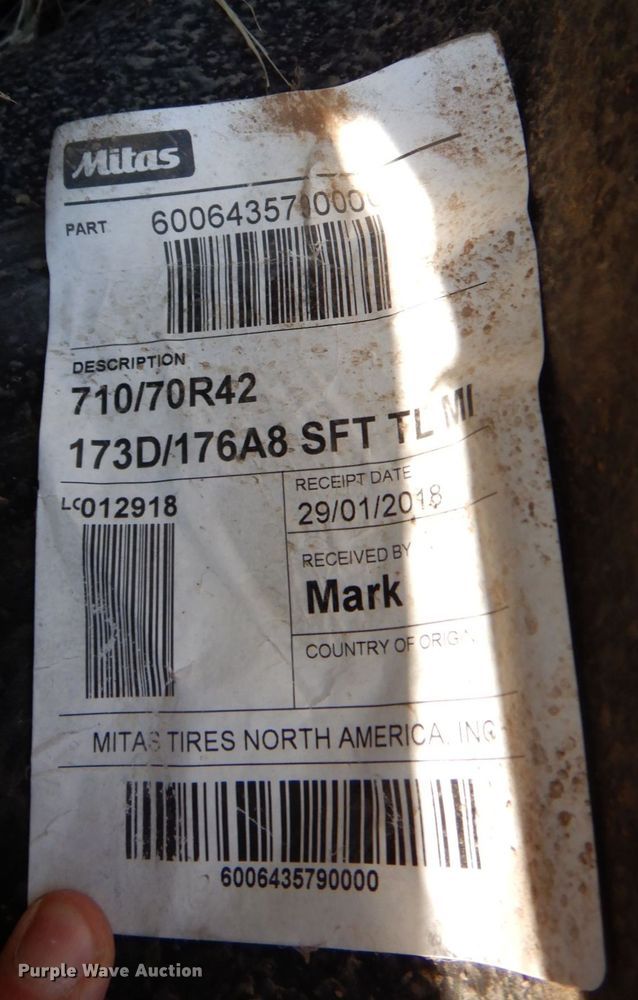 Mitas
PART 6006435790000
DESCRIPTION
710/70R42
173D/176A8 SFT TL MI
LC012918
RECEIPT DATE
29/01/2018
RECEIVED BY
Mark
COUNTRY OF ORIGIN
MITAS TIRES NORTH AMERICA, INC
6006435790000
Purple Wave Auction